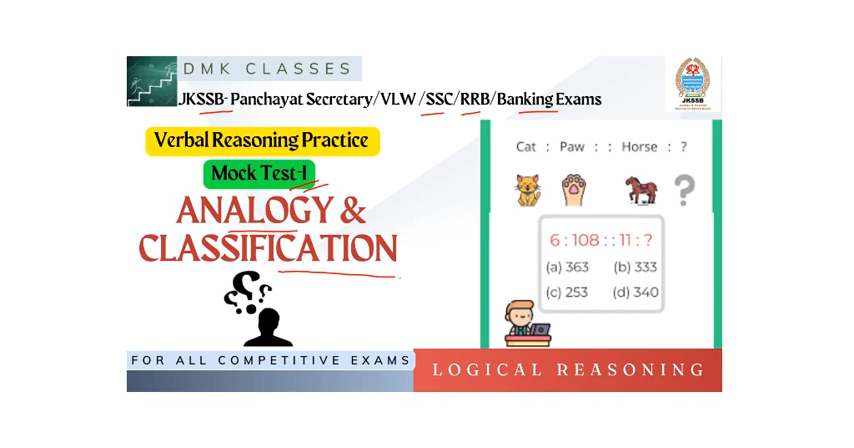 DMK CLASSES
JKSSB- Panchayat Secretary/VLW /SSC/RRB/Banking Exams
JKSSB
Verbal Reasoning Practice
Mock Test-I
ANALOGY &
CLASSIFICATION
Cat : Paw : : Horse : ?
?
6 : 108 : : 11 : ?
(a) 363 (b) 333
(c) 253 (d) 340
FOR ALL COMPETITIVE EXAMS
LOGICAL REASONING